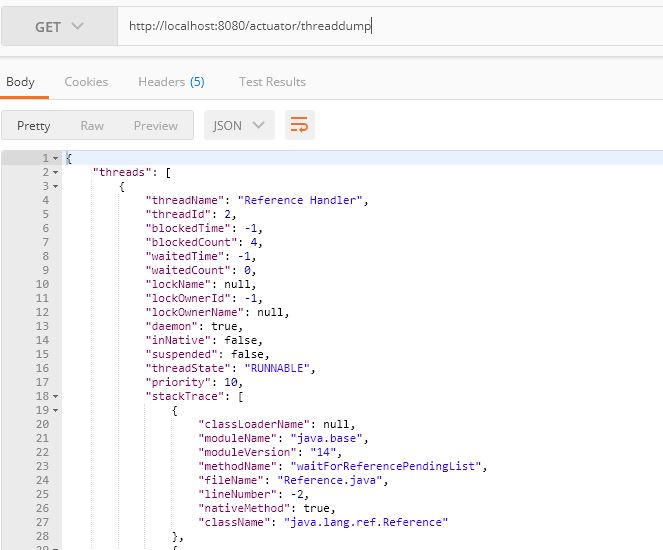 GET http://localhost:8080/actuator/threaddump
Body Cookies Headers (5) Test Results
Pretty Raw Preview JSON
1 {
2 "threads": [
3 {
4 "threadName": "Reference Handler",
5 "threadId": 2,
6 "blockedTime": -1,
7 "blockedCount": 4,
8 "waitedTime": -1,
9 "waitedCount": 0,
10 "lockName": null,
11 "lockOwnerId": -1,
12 "lockOwnerName": null,
13 "daemon": true,
14 "inNative": false,
15 "suspended": false,
16 "threadState": "RUNNABLE",
17 "priority": 10,
18 "stackTrace": [
19 {
20 "classLoaderName": null,
21 "moduleName": "java.base",
22 "moduleVersion": "14",
23 "methodName": "waitForReferencePendingList",
24 "fileName": "Reference.java",
25 "lineNumber": -2,
26 "nativeMethod": true,
27 "className": "java.lang.ref.Reference"
28 },
29 {